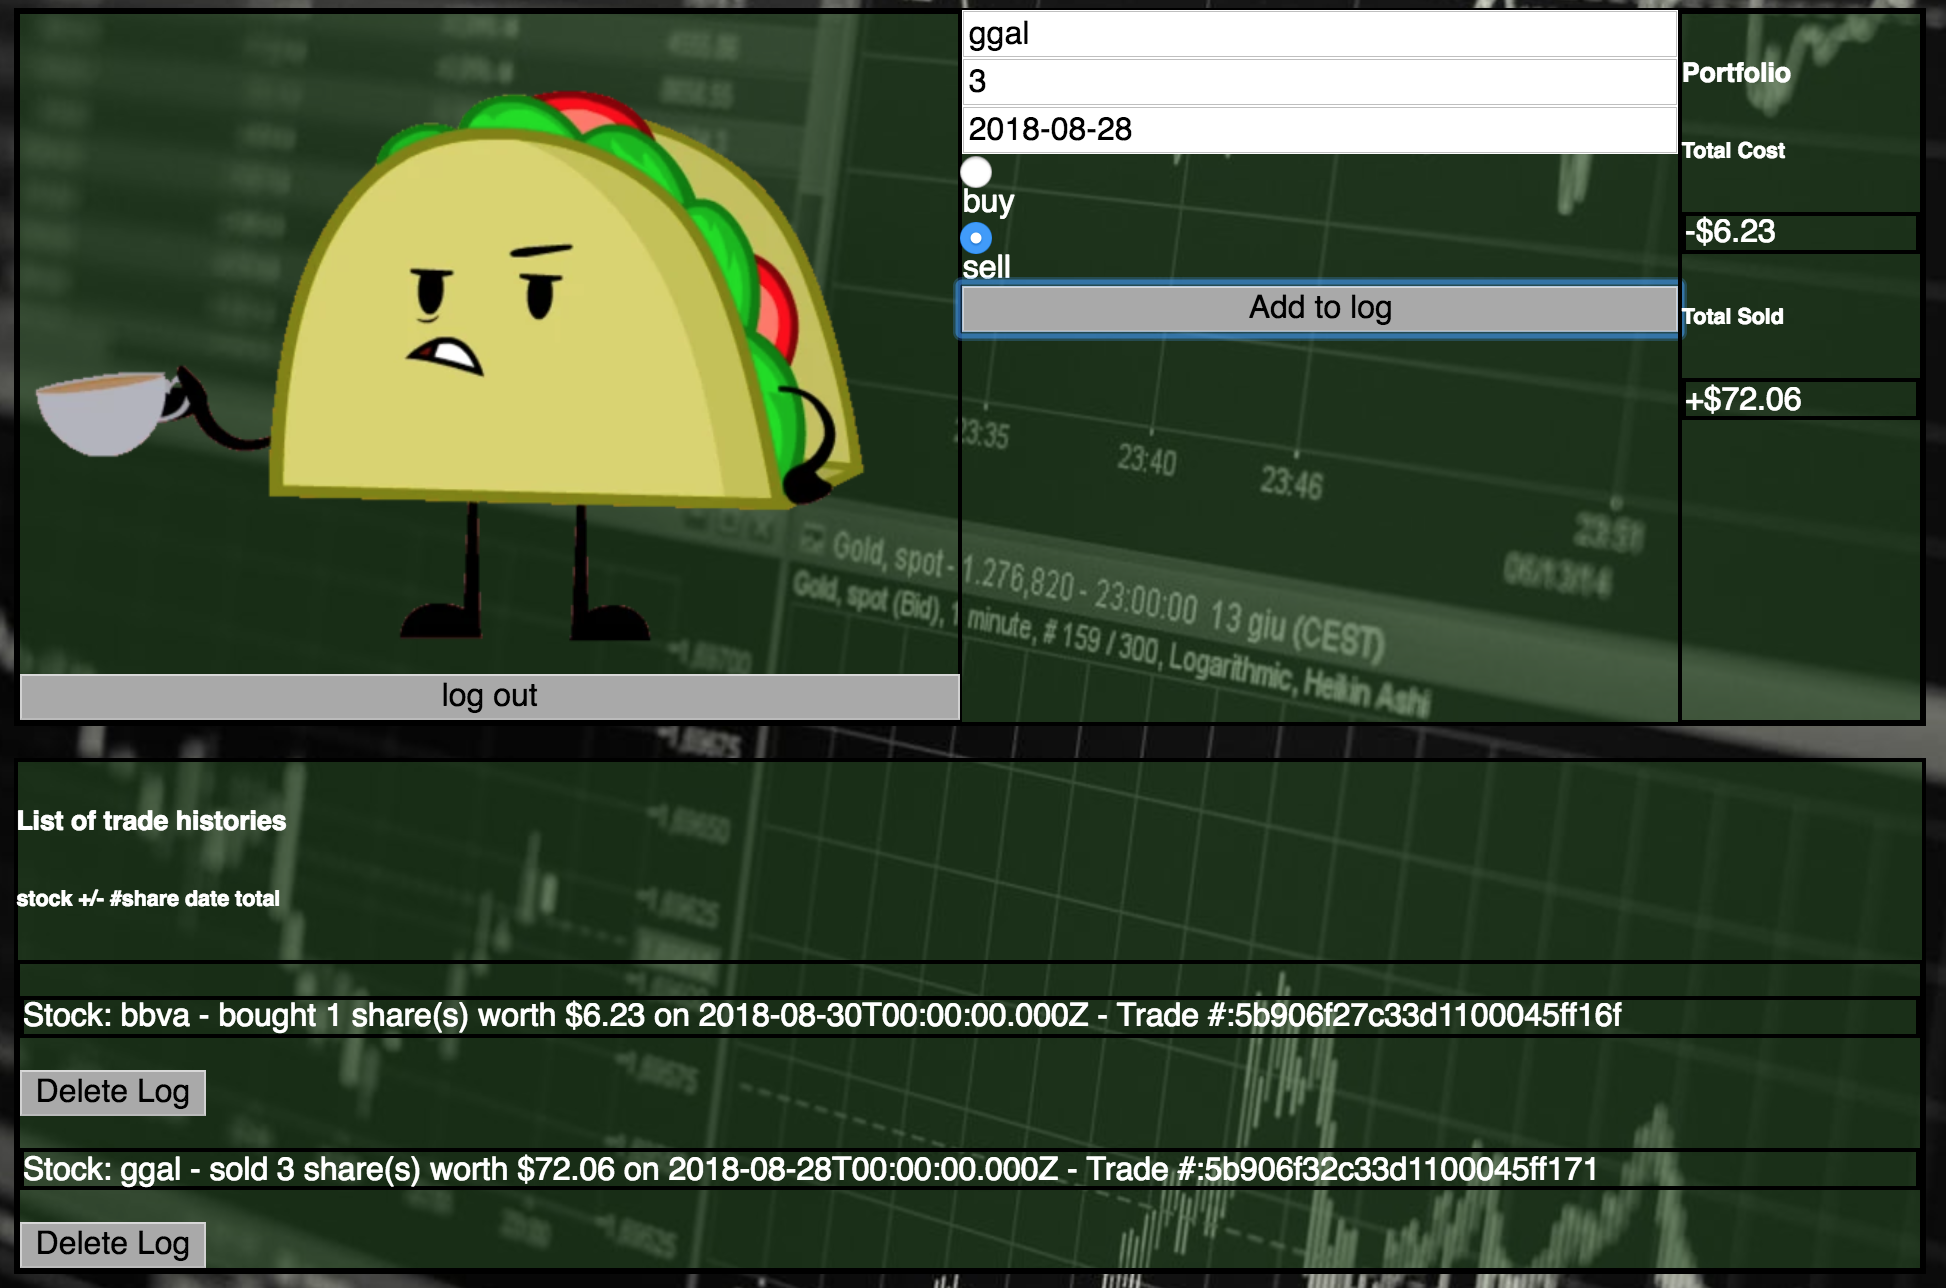 ggal
3
2018-08-28
buy
sell
Add to log
Portfolio
Total Cost
-$6.23
Total Sold
+$72.06
23:35
23:40
23:46
23:51
06/13/14
Gold, spot - 1.276,820 - 23:00:00 13 giu (CEST)
Gold, spot (Bid), 1 minute, # 159 / 300, Logarithmic, Heikin Ashi
log out
List of trade histories
stock +/- #share date total
Stock: bbva - bought 1 share(s) worth $6.23 on 2018-08-30T00:00:00.000Z - Trade #:5b906f27c33d1100045ff16f
Delete Log
Stock: ggal - sold 3 share(s) worth $72.06 on 2018-08-28T00:00:00.000Z - Trade #:5b906f32c33d1100045ff171
Delete Log